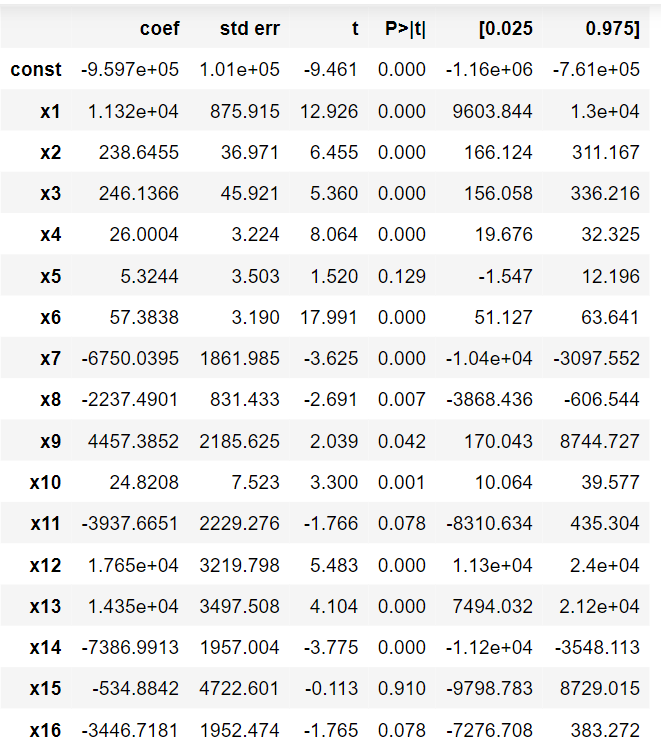 coef std err t P>|t| [0.025 0.975]
const -9.597e+05 1.01e+05 -9.461 0.000 -1.16e+06 -7.61e+05
x1 1.132e+04 875.915 12.926 0.000 9603.844 1.3e+04
x2 238.6455 36.971 6.455 0.000 166.124 311.167
x3 246.1366 45.921 5.360 0.000 156.058 336.216
x4 26.0004 3.224 8.064 0.000 19.676 32.325
x5 5.3244 3.503 1.520 0.129 -1.547 12.196
x6 57.3838 3.190 17.991 0.000 51.127 63.641
x7 -6750.0395 1861.985 -3.625 0.000 -1.04e+04 -3097.552
x8 -2237.4901 831.433 -2.691 0.007 -3868.436 -606.544
x9 4457.3852 2185.625 2.039 0.042 170.043 8744.727
x10 24.8208 7.523 3.300 0.001 10.064 39.577
x11 -3937.6651 2229.276 -1.766 0.078 -8310.634 435.304
x12 1.765e+04 3219.798 5.483 0.000 1.13e+04 2.4e+04
x13 1.435e+04 3497.508 4.104 0.000 7494.032 2.12e+04
x14 -7386.9913 1957.004 -3.775 0.000 -1.12e+04 -3548.113
x15 -534.8842 4722.601 -0.113 0.910 -9798.783 8729.015
x16 -3446.7181 1952.474 -1.765 0.078 -7276.708 383.272